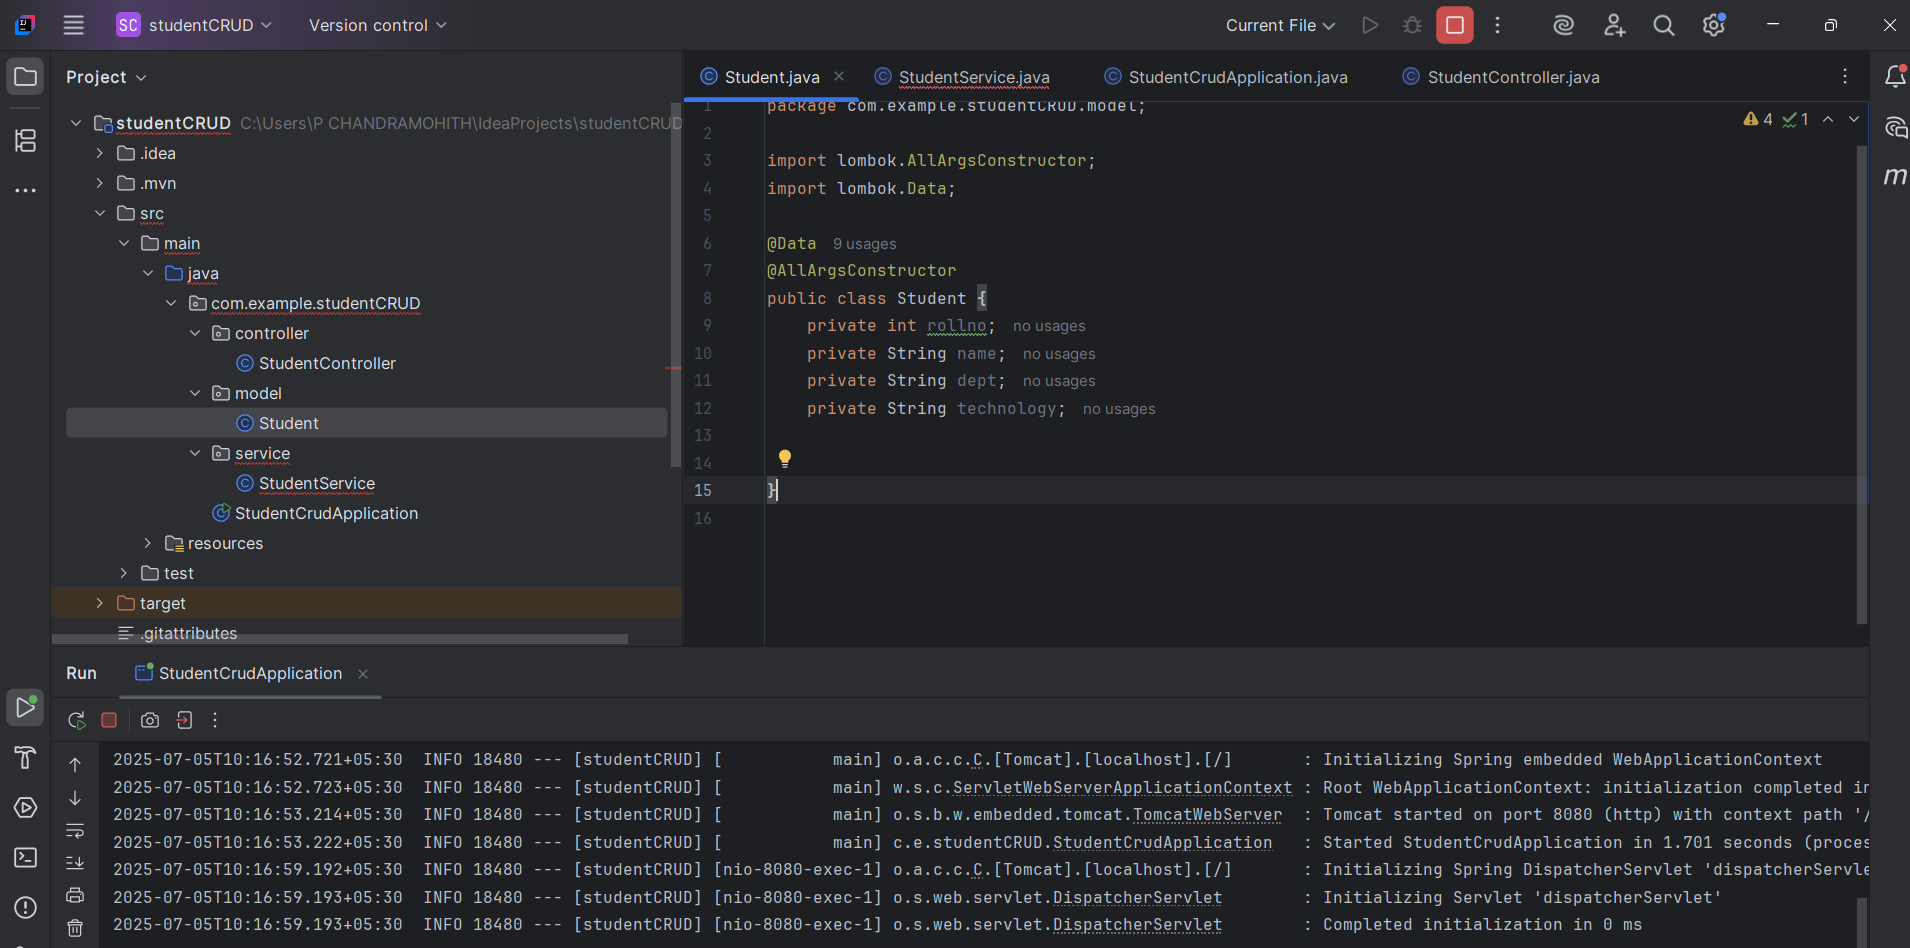 SC studentCRUD Version control Current File
Project
Student.java StudentService.java StudentCrudApplication.java StudentController.java
studentCRUD C:\Users\P CHANDRAMOHITH\IdeaProjects\studentCRUD
.idea
.mvn
src
main
java
com.example.studentCRUD
controller
StudentController
model
Student
service
StudentService
StudentCrudApplication
resources
test
target
.gitattributes
4 1
1 package com.example.studentCRUD.model;
2
3 import lombok.AllArgsConstructor;
4 import lombok.Data;
5
6 @Data 9 usages
7 @AllArgsConstructor
8 public class Student {
9 private int rollno; no usages
10 private String name; no usages
11 private String dept; no usages
12 private String technology; no usages
13
14
15 }
16
Run StudentCrudApplication
2025-07-05T10:16:52.721+05:30 INFO 18480 --- [studentCRUD] [ main] o.a.c.c.C.[Tomcat].[localhost].[/] : Initializing Spring embedded WebApplicationContext
2025-07-05T10:16:52.723+05:30 INFO 18480 --- [studentCRUD] [ main] w.s.c.ServletWebServerApplicationContext : Root WebApplicationContext: initialization completed in
2025-07-05T10:16:53.214+05:30 INFO 18480 --- [studentCRUD] [ main] o.s.b.w.embedded.tomcat.TomcatWebServer : Tomcat started on port 8080 (http) with context path '/
2025-07-05T10:16:53.222+05:30 INFO 18480 --- [studentCRUD] [ main] c.e.studentCRUD.StudentCrudApplication : Started StudentCrudApplication in 1.701 seconds (proces
2025-07-05T10:16:59.192+05:30 INFO 18480 --- [studentCRUD] [nio-8080-exec-1] o.a.c.c.C.[Tomcat].[localhost].[/] : Initializing Spring DispatcherServlet 'dispatcherServle
2025-07-05T10:16:59.193+05:30 INFO 18480 --- [studentCRUD] [nio-8080-exec-1] o.s.web.servlet.DispatcherServlet : Initializing Servlet 'dispatcherServlet'
2025-07-05T10:16:59.193+05:30 INFO 18480 --- [studentCRUD] [nio-8080-exec-1] o.s.web.servlet.DispatcherServlet : Completed initialization in 0 ms